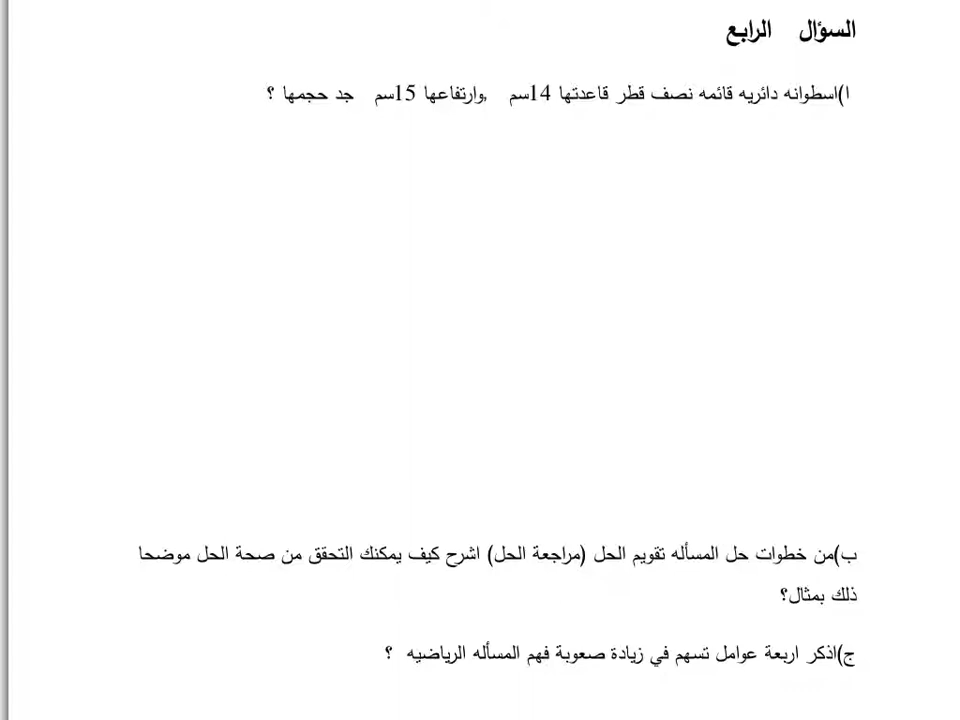 السؤال الرابع
ا)اسطوانه دائريه قائمه نصف قطر قاعدتها 14سم ,وارتفاعها 15سم جد حجمها ؟
ب)من خطوات حل المسأله تقويم الحل (مراجعة الحل) اشرح كيف يمكنك التحقق من صحة الحل موضحا
ذلك بمثال؟
ج)اذكر اربعة عوامل تسهم في زيادة صعوبة فهم المسأله الرياضيه ؟